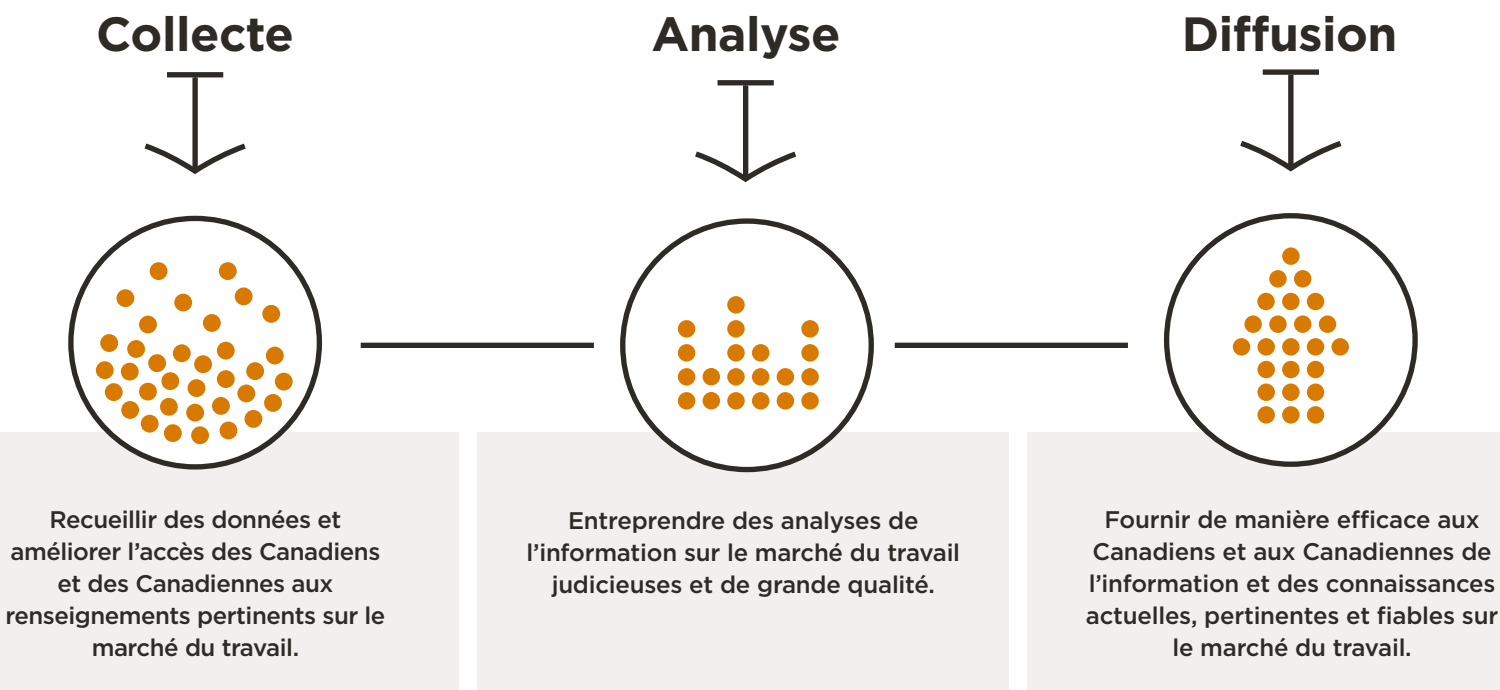 Collecte
Analyse
Diffusion
Recueillir des données et
améliorer l'accès des Canadiens
et des Canadiennes aux
renseignements pertinents sur le
marché du travail.
Entreprendre des analyses de
l'information sur le marché du travail
judicieuses et de grande qualité.
Fournir de manière efficace aux
Canadiens et aux Canadiennes de
l'information et des connaissances
actuelles, pertinentes et fiables sur
le marché du travail.